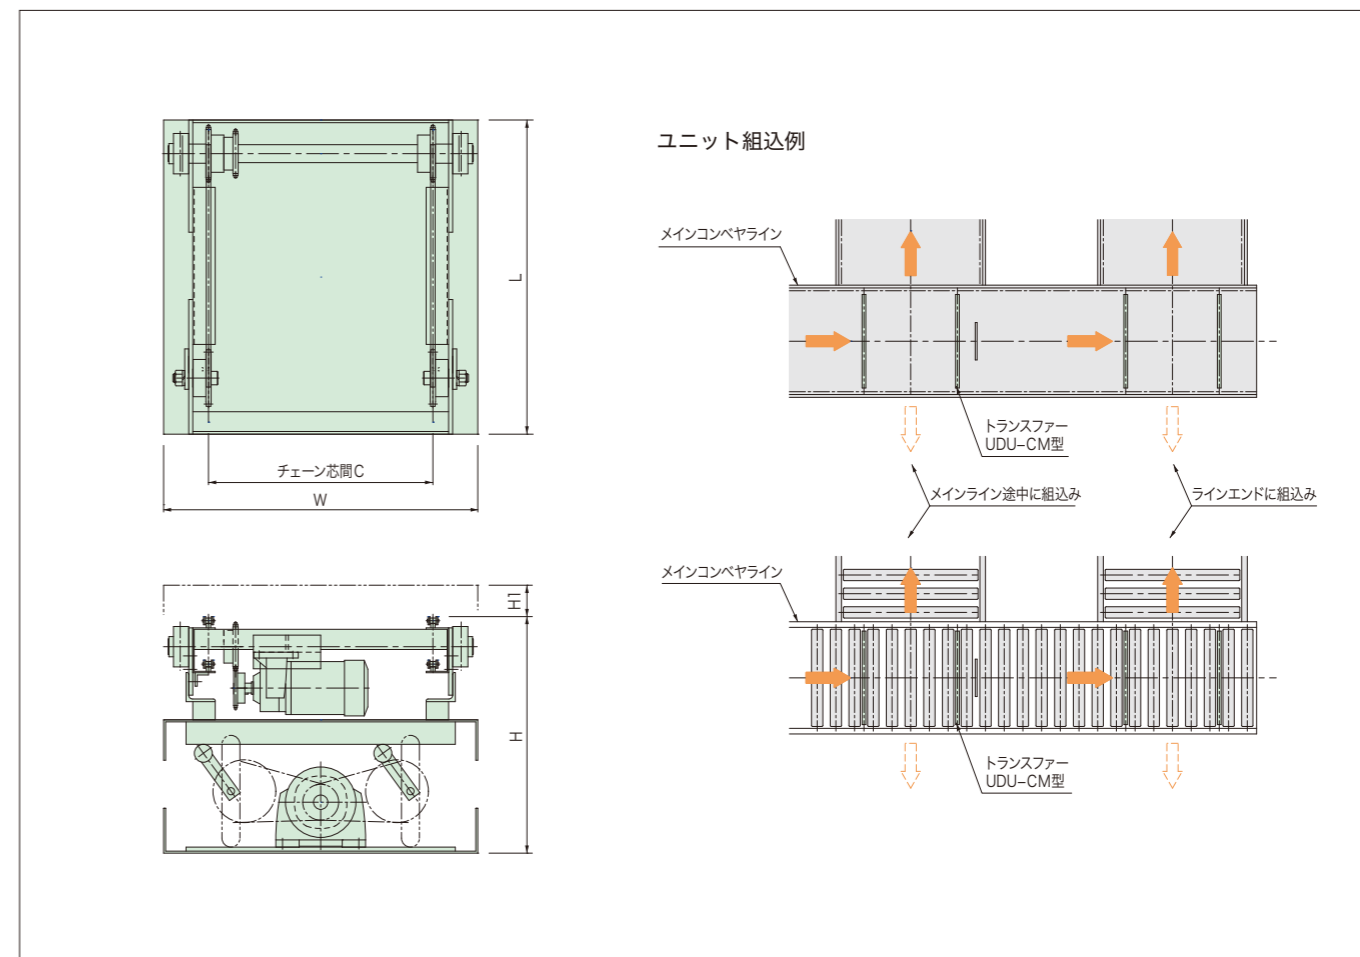 ユニット組込例
L
チェーン芯間C
W
H1
H
メインコンベヤライン
トランスファー
UDU−CM型
メインライン途中に組込み
ラインエンドに組込み
メインコンベヤライン
トランスファー
UDU−CM型